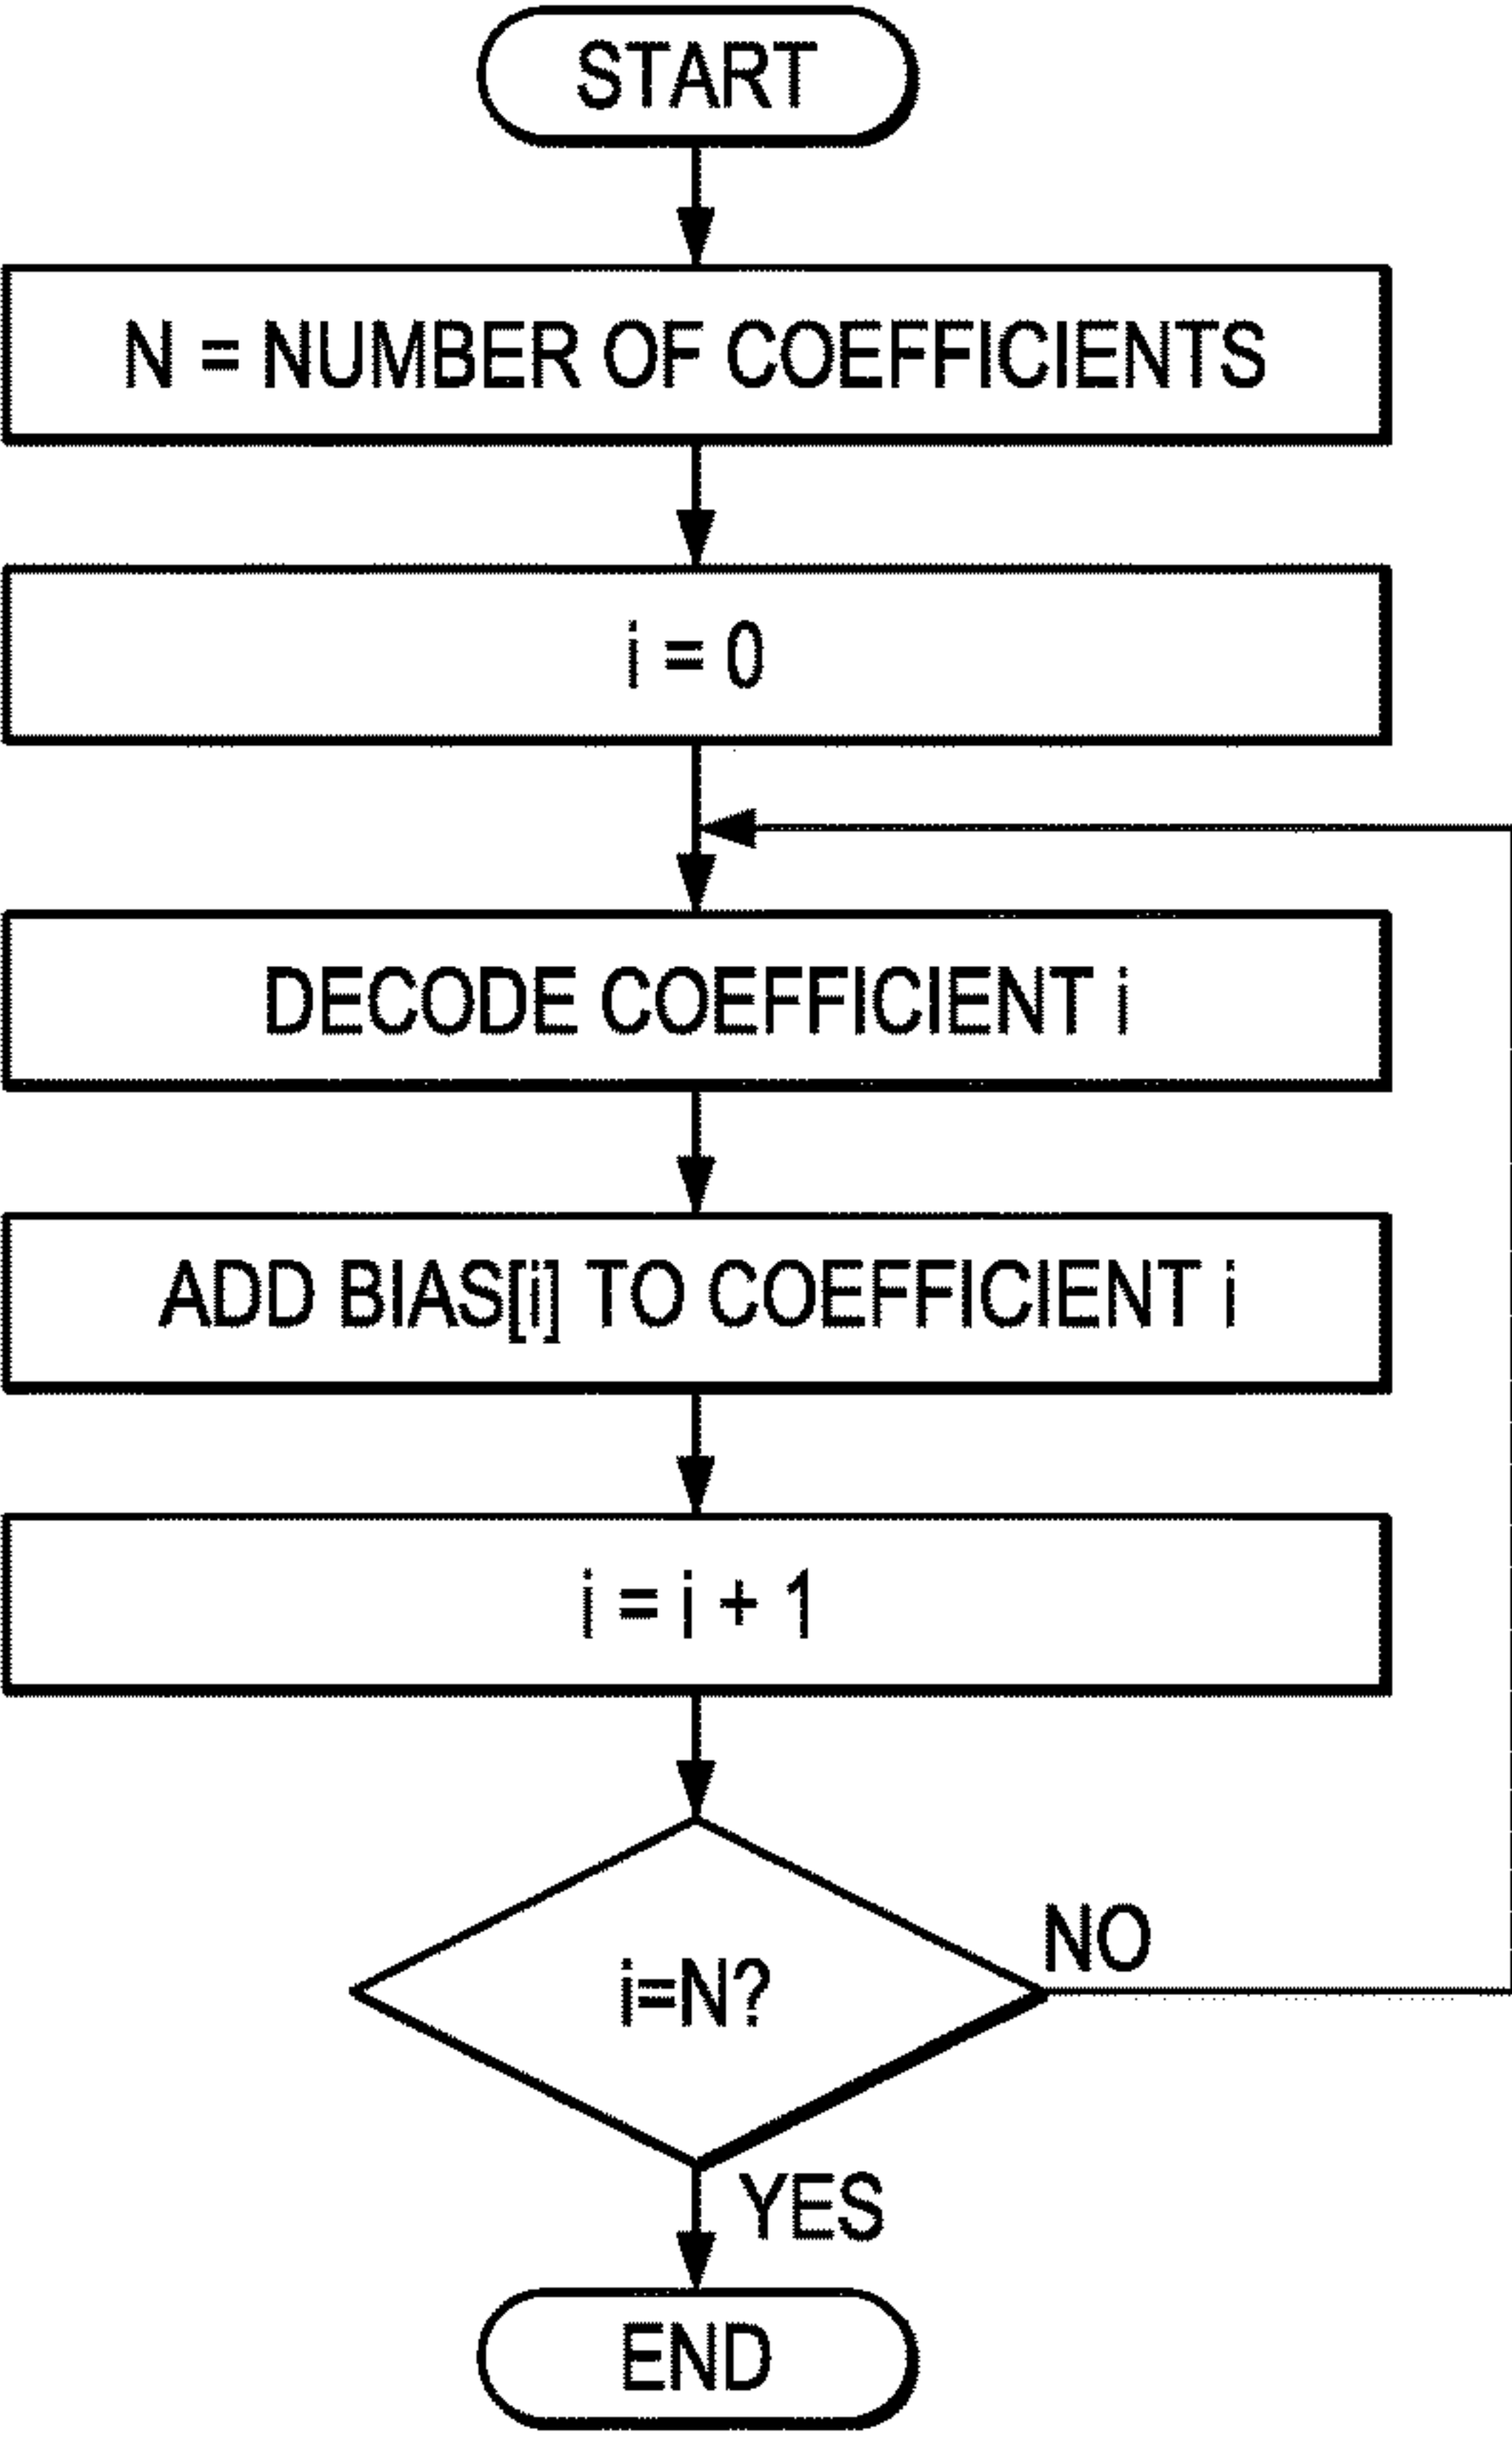 START
N = NUMBER OF COEFFICIENTS
i = 0
DECODE COEFFICIENT i
ADD BIAS[i] TO COEFFICIENT i
i = i + 1
i=N?
NO
YES
END